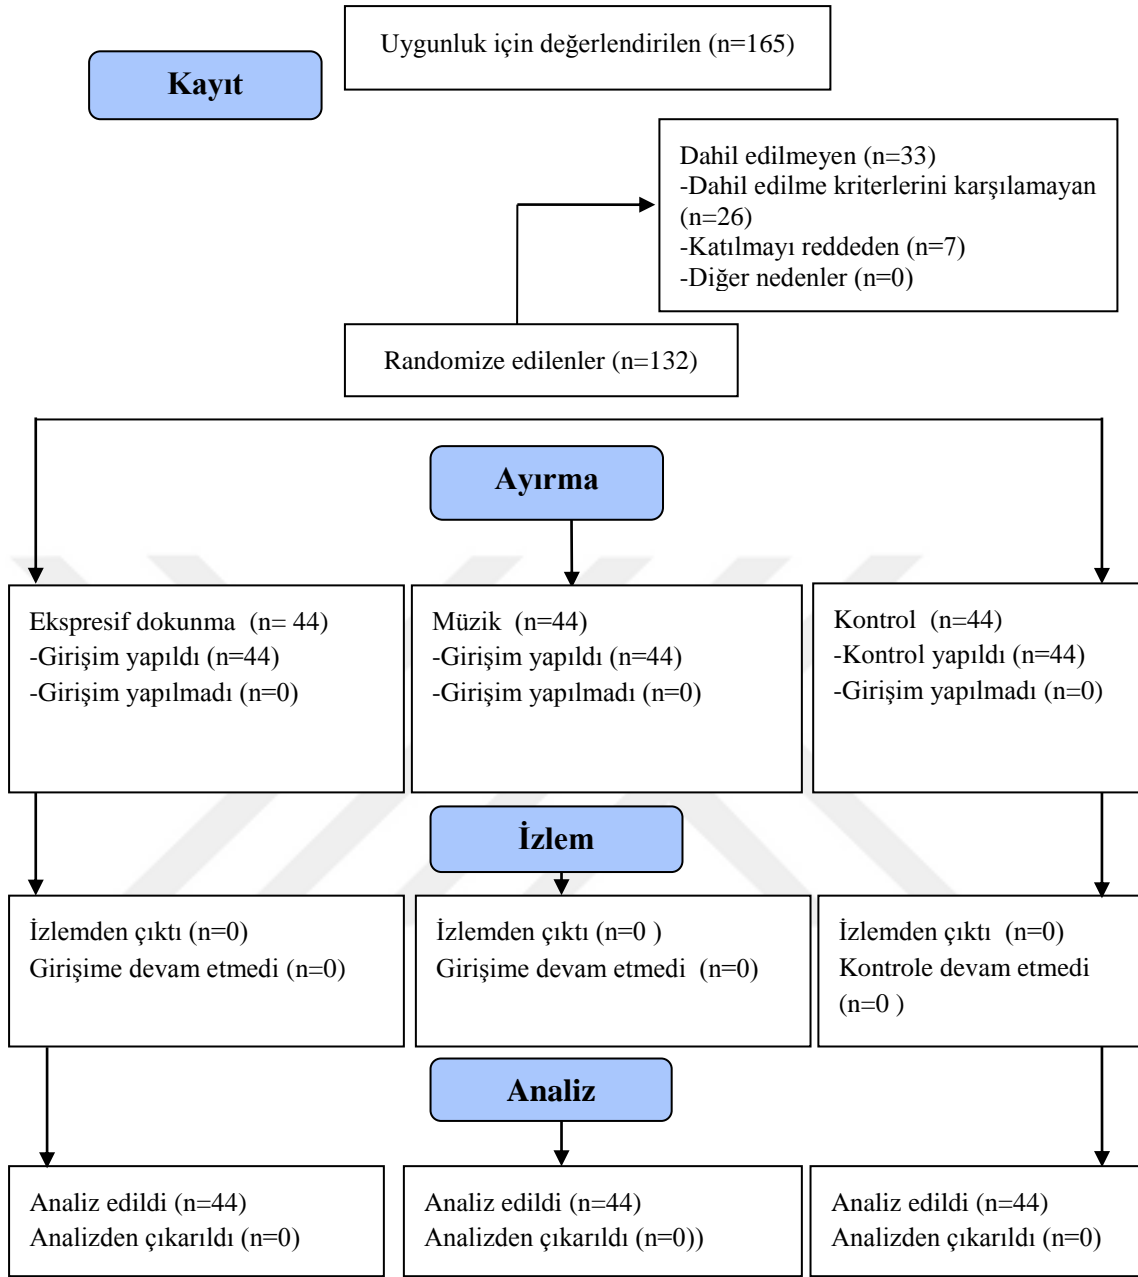 Uygunluk için değerlendirilen (n=165)
Kayıt
Dahil edilmeyen (n=33)
-Dahil edilme kriterlerini karşılamayan
(n=26)
-Katılmayı reddeden (n=7)
-Diğer nedenler (n=0)
Randomize edilenler (n=132)
Ayırma
Ekspresif dokunma  (n= 44)
-Girişim yapıldı (n=44)
-Girişim yapılmadı (n=0)
Müzik  (n=44)
-Girişim yapıldı (n=44)
-Girişim yapılmadı (n=0)
Kontrol  (n=44)
-Kontrol yapıldı (n=44)
-Girişim yapılmadı (n=0)
İzlem
İzlemden çıktı (n=0)
Girişime devam etmedi (n=0)
İzlemden çıktı (n=0 )
Girişime devam etmedi  (n=0)
İzlemden çıktı  (n=0)
Kontrole devam etmedi
(n=0 )
Analiz
Analiz edildi (n=44)
Analizden çıkarıldı (n=0)
Analiz edildi (n=44)
Analizden çıkarıldı (n=0))
Analiz edildi (n=44)
Analizden çıkarıldı (n=0)